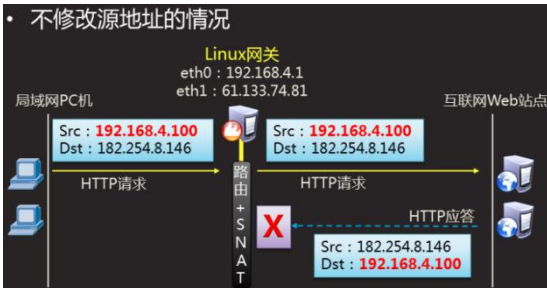 • 不修改源地址的情况
Linux网关
eth0：192.168.4.1
eth1：61.133.74.81
局域网PC机
互联网Web站点
Src：192.168.4.100
Dst：182.254.8.146
HTTP请求
Src：192.168.4.100
Dst：182.254.8.146
HTTP请求
路由+SNAT
X
HTTP应答
Src：182.254.8.146
Dst：192.168.4.100